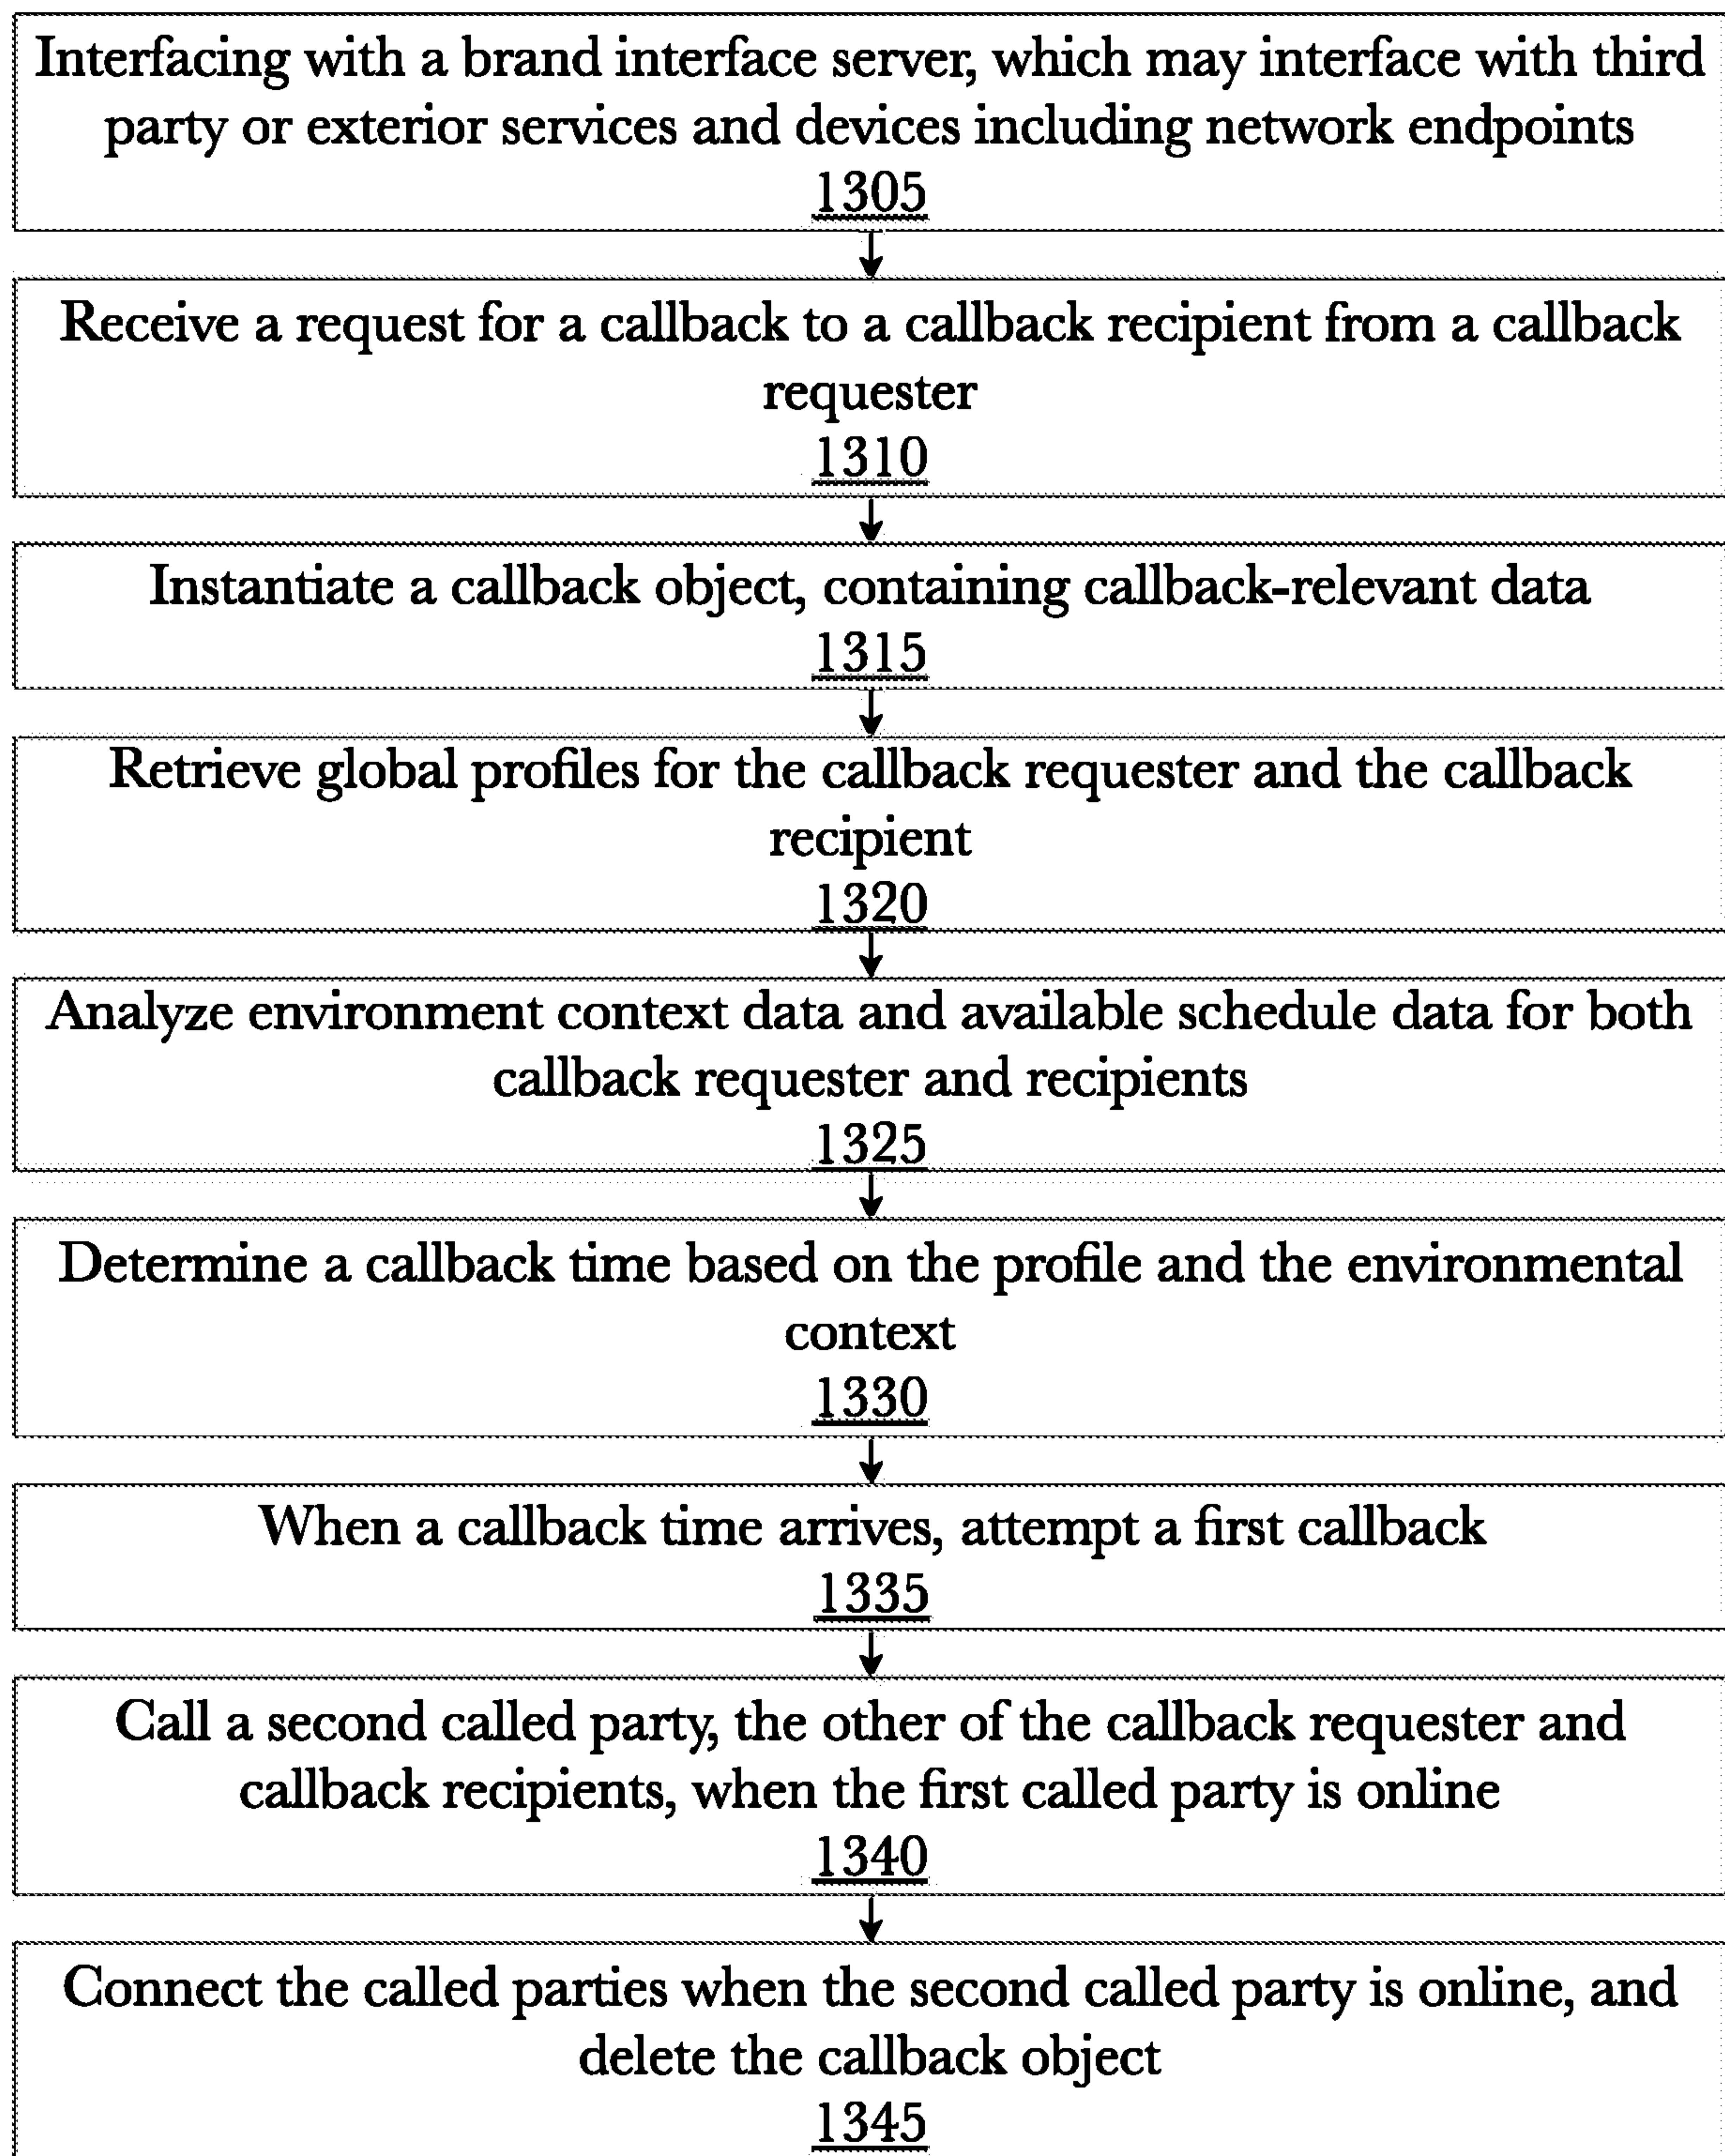 Interfacing with a brand interface server, which may interface with third
party or exterior services and devices including network endpoints
1305
Receive a request for a callback to a callback recipient from a callback
requester
1310
Instantiate a callback object, containing callback-relevant data
1315
Retrieve global profiles for the callback requester and the callback
recipient
1320
Analyze environment context data and available schedule data for both
callback requester and recipients
1325
Determine a callback time based on the profile and the environmental
context
1330
When a callback time arrives, attempt a first callback
1335
Call a second called party, the other of the callback requester and
callback recipients, when the first called party is online
1340
Connect the called parties when the second called party is online, and
delete the callback object
1345